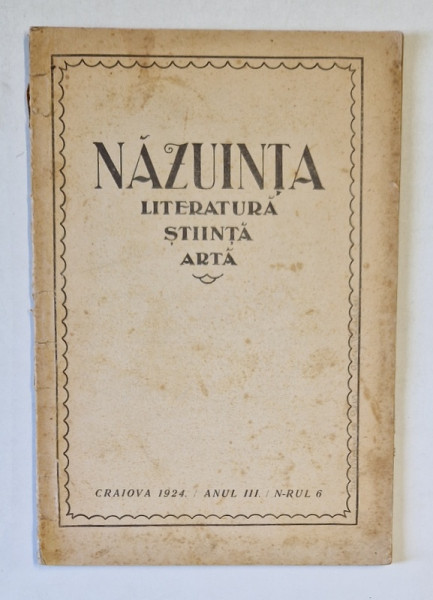 NĂZUINȚA
LITERATURĂ
ȘTIINȚĂ
ARTĂ
CRAIOVA 1924. / ANUL III. / N-RUL 6